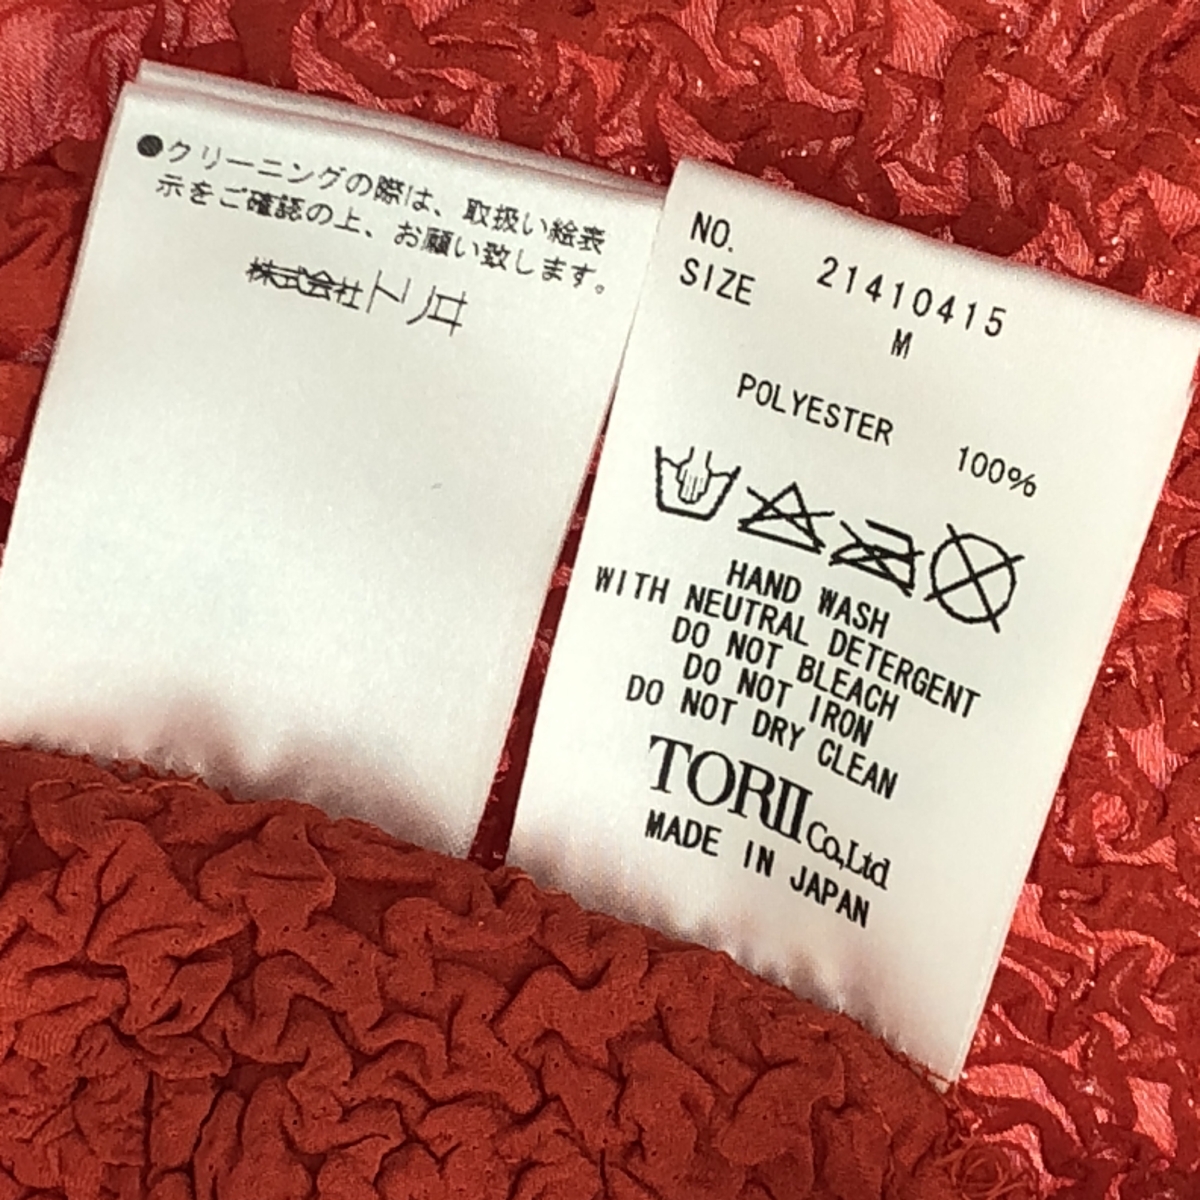 ●クリーニングの際は、取扱い絵表
示をご確認の上、お願い致します。
株式会社トリヰ
NO. 21410415
SIZE M
POLYESTER 100%
HAND WASH
WITH NEUTRAL DETERGENT
DO NOT BLEACH
DO NOT IRON
DO NOT DRY CLEAN
TORII Co,Ltd
MADE IN JAPAN